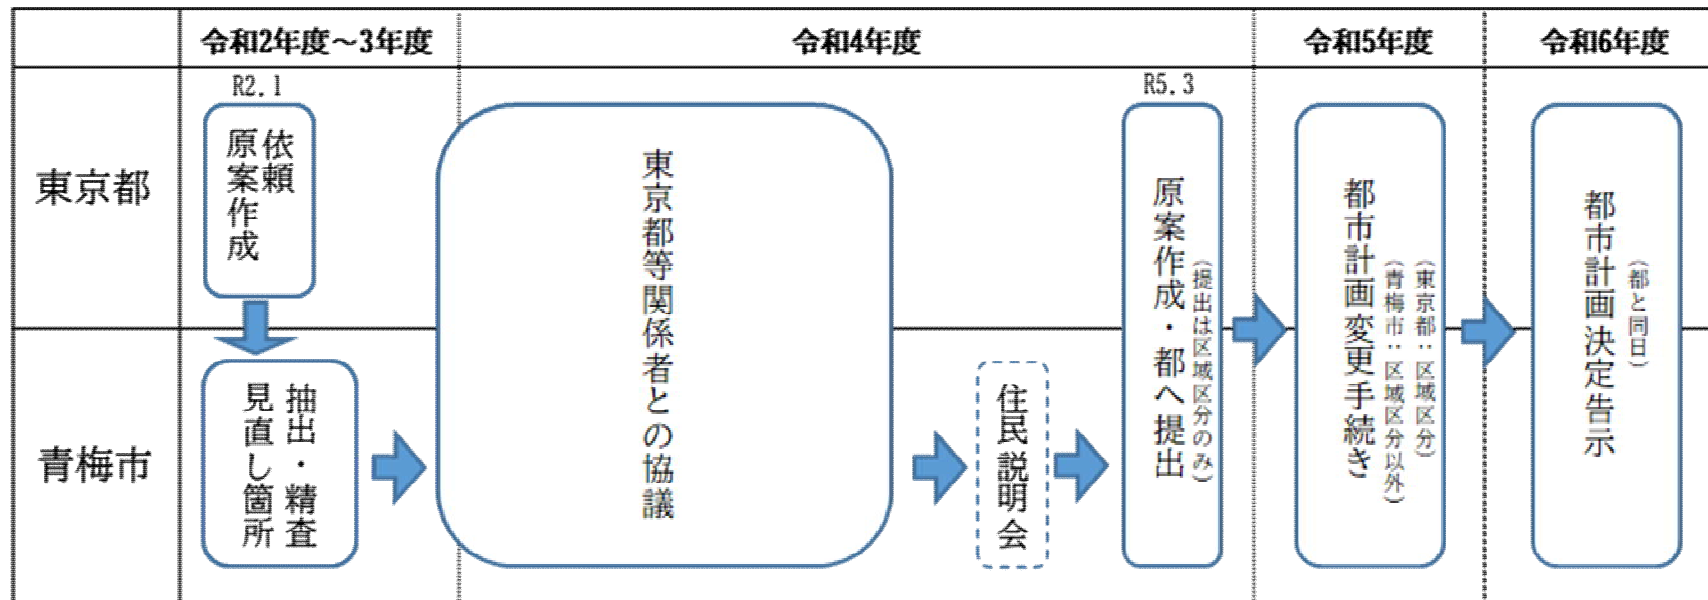 令和2年度～3年度
令和4年度
令和5年度
令和6年度
東京都
青梅市
R2.1
原案作成
依頼
見直し箇所
抽出・精査
東京都等関係者との協議
住民説明会
R5.3
原案作成・都へ提出
（提出は区域区分のみ）
都市計画変更手続き
（青梅市：区域区分以外）
（東京都：区域区分）
都市計画決定告示
（都と同日）